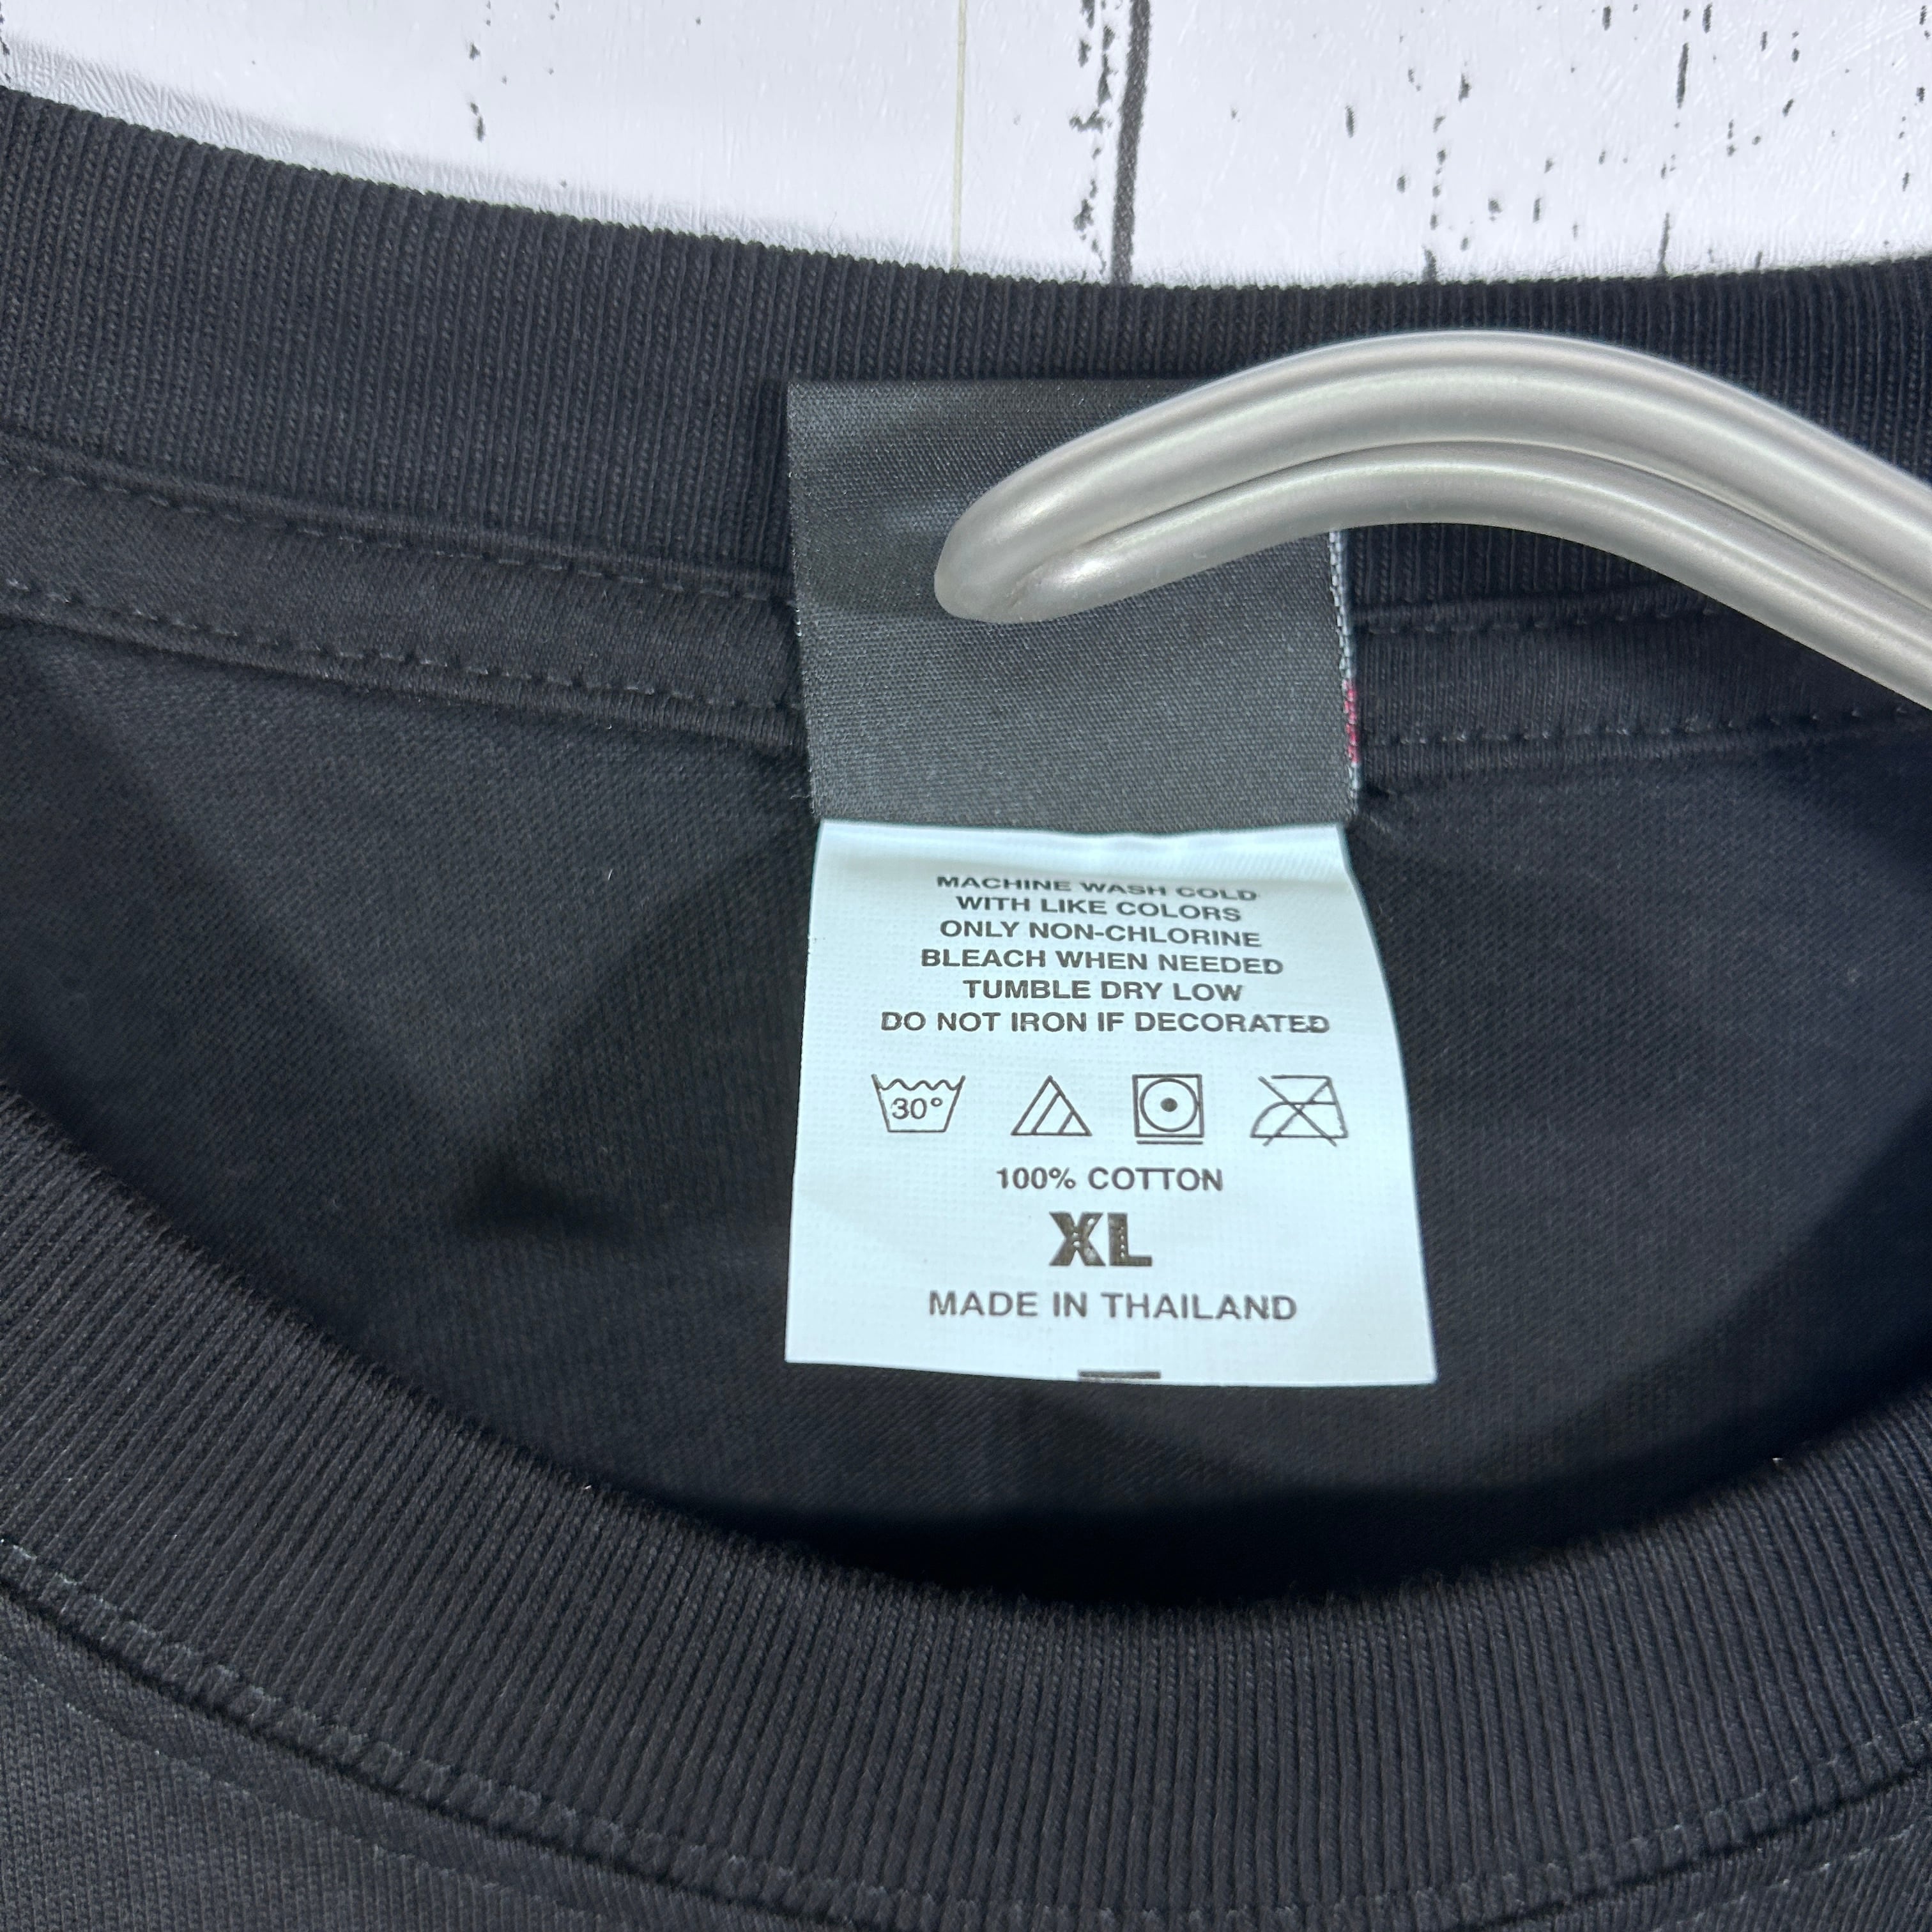 MACHINE WASH COLD
WITH LIKE COLORS
ONLY NON-CHLORINE
BLEACH WHEN NEEDED
TUMBLE DRY LOW
DO NOT IRON IF DECORATED
30°
100% COTTON
XL
MADE IN THAILAND